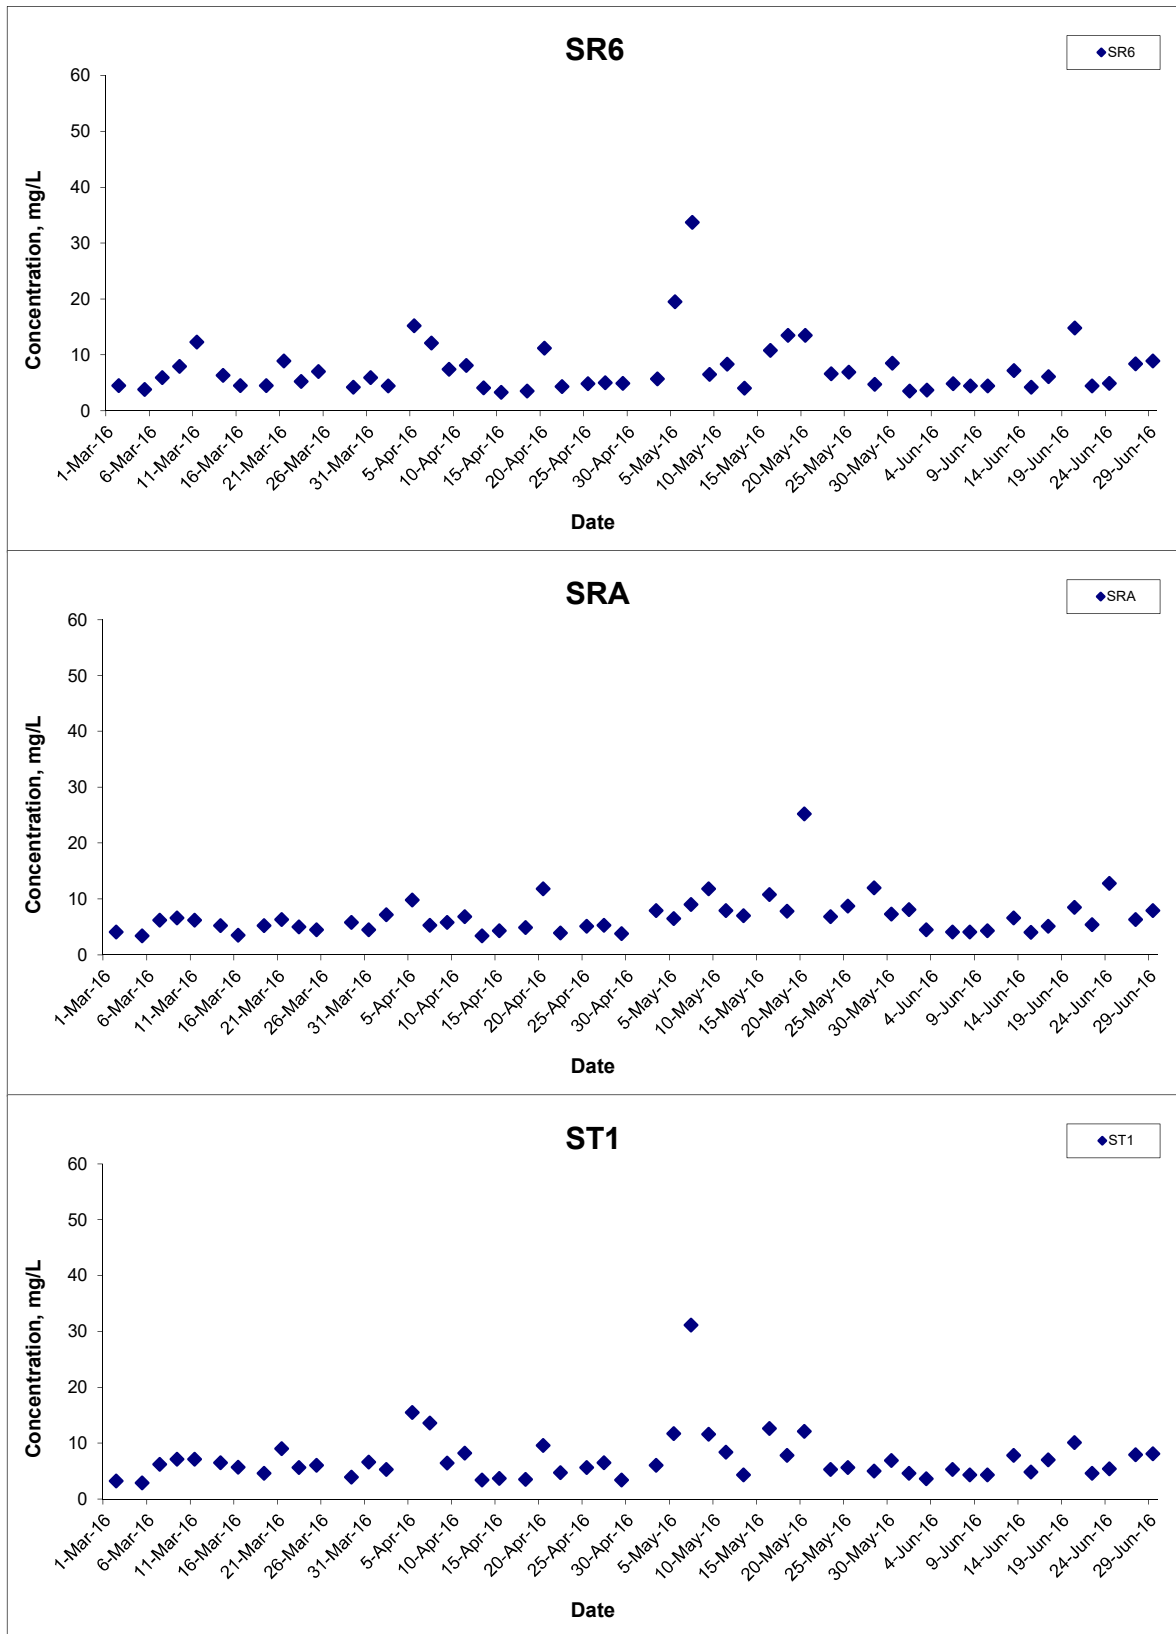 SR6
SR6
60
50
40
30
20
10
0
Concentration, mg/L
1-Mar-16 6-Mar-16 11-Mar-16 16-Mar-16 21-Mar-16 26-Mar-16 31-Mar-16 5-Apr-16 10-Apr-16 15-Apr-16 20-Apr-16 25-Apr-16 30-Apr-16 5-May-16 10-May-16 15-May-16 20-May-16 25-May-16 30-May-16 4-Jun-16 9-Jun-16 14-Jun-16 19-Jun-16 24-Jun-16 29-Jun-16
Date
SRA
SRA
60
50
40
30
20
10
0
Concentration, mg/L
1-Mar-16 6-Mar-16 11-Mar-16 16-Mar-16 21-Mar-16 26-Mar-16 31-Mar-16 5-Apr-16 10-Apr-16 15-Apr-16 20-Apr-16 25-Apr-16 30-Apr-16 5-May-16 10-May-16 15-May-16 20-May-16 25-May-16 30-May-16 4-Jun-16 9-Jun-16 14-Jun-16 19-Jun-16 24-Jun-16 29-Jun-16
Date
ST1
ST1
60
50
40
30
20
10
0
Concentration, mg/L
1-Mar-16 6-Mar-16 11-Mar-16 16-Mar-16 21-Mar-16 26-Mar-16 31-Mar-16 5-Apr-16 10-Apr-16 15-Apr-16 20-Apr-16 25-Apr-16 30-Apr-16 5-May-16 10-May-16 15-May-16 20-May-16 25-May-16 30-May-16 4-Jun-16 9-Jun-16 14-Jun-16 19-Jun-16 24-Jun-16 29-Jun-16
Date